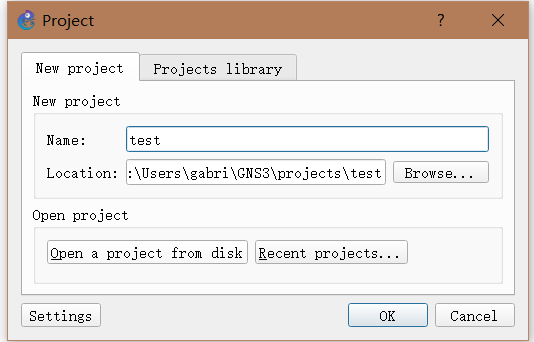 Project
?
New project Projects library
New project
Name: test
Location: :\Users\gabri\GNS3\projects\test Browse...
Open project
Open a project from disk Recent projects...
Settings OK Cancel